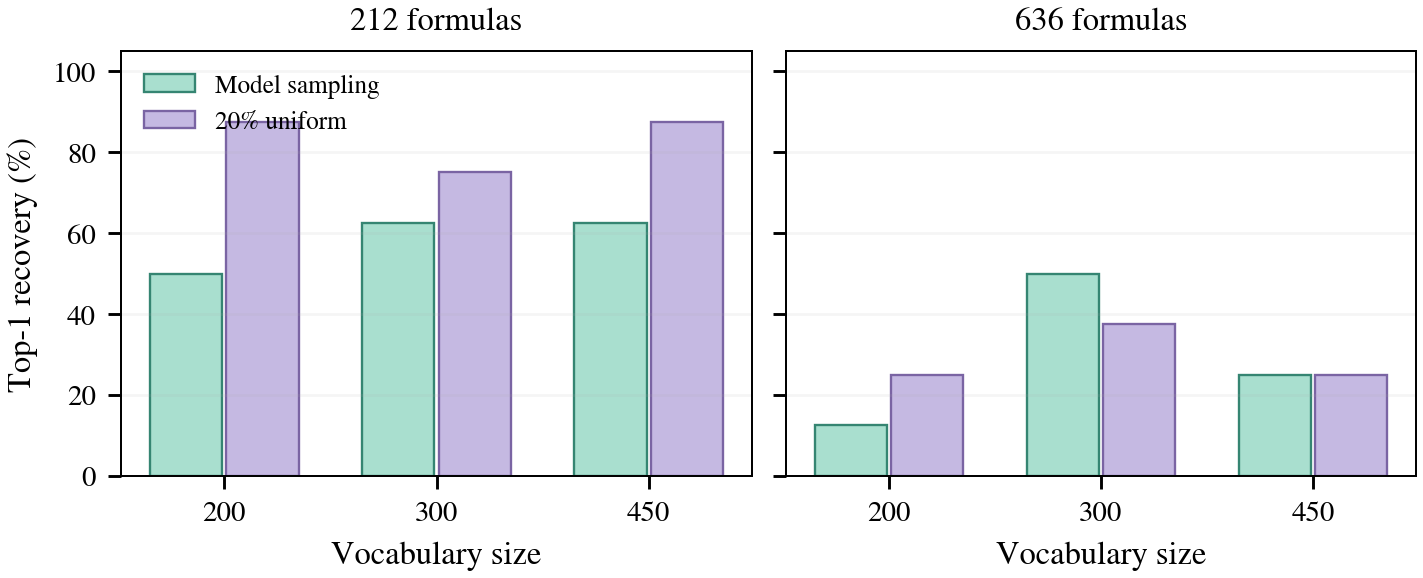 212 formulas
636 formulas
Top-1 recovery (%)
100
80
60
40
20
0
Model sampling
20% uniform
200
300
450
200
300
450
Vocabulary size
Vocabulary size